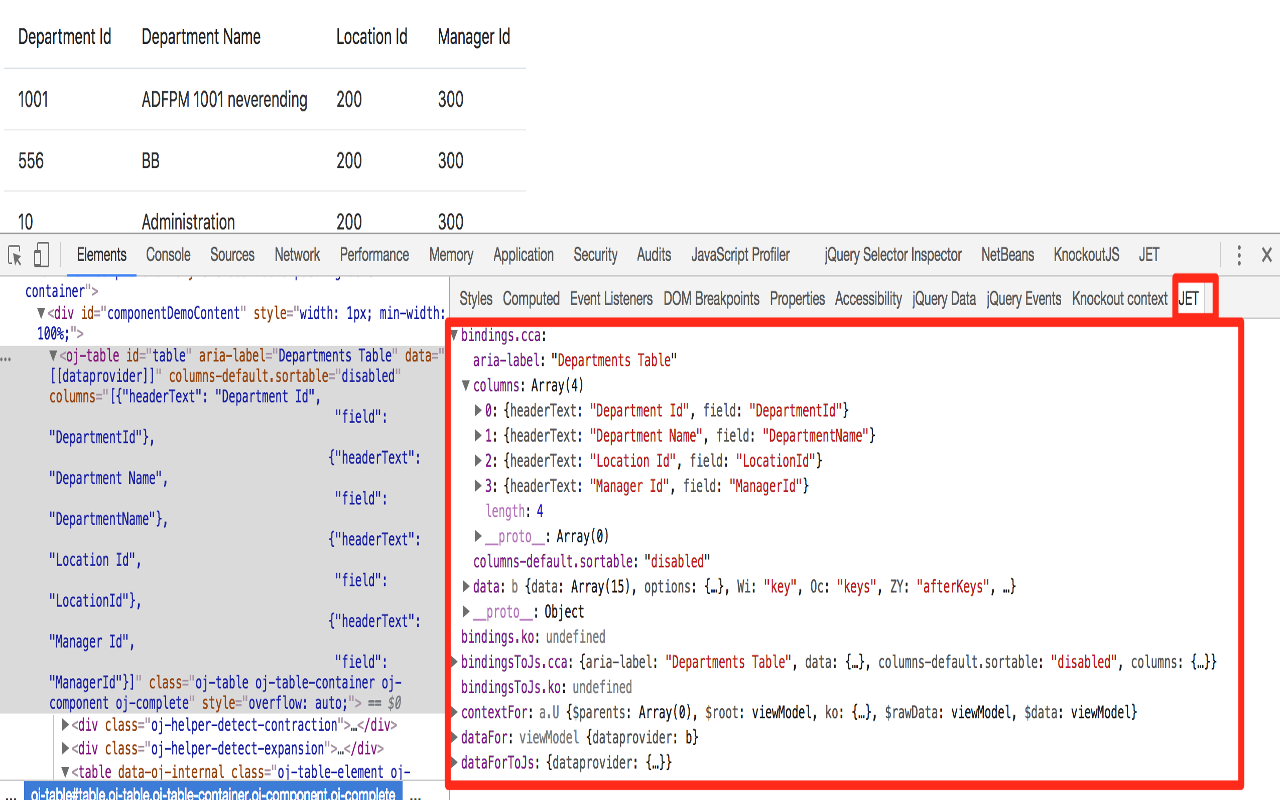 Department Id Department Name Location Id Manager Id
1001 ADFPM 1001 neverending 200 300
556 BB 200 300
10 Administration 200 300
Elements Console Sources Network Performance Memory Application Security Audits JavaScript Profiler jQuery Selector Inspector NetBeans KnockoutJS JET
container">
▼<div id="componentDemoContent" style="width: 1px; min-width:
100%;">
… ▼<oj-table id="table" aria-label="Departments Table" data="
[[dataprovider]]" columns-default.sortable="disabled"
columns="[{"headerText": "Department Id",
"field":
"DepartmentId"},
{"headerText":
"Department Name",
"field":
"DepartmentName"},
{"headerText":
"Location Id",
"field":
"LocationId"},
{"headerText":
"Manager Id",
"field":
"ManagerId"}]" class="oj-table oj-table-container oj-
component oj-complete" style="overflow: auto;"> == $0
▶<div class="oj-helper-detect-contraction">…</div>
▶<div class="oj-helper-detect-expansion">…</div>
▼<table data-oj-internal class="oj-table-element oj-
… oj-table#table.oj-table.oj-table-container.oj-component.oj-complete …
Styles Computed Event Listeners DOM Breakpoints Properties Accessibility jQuery Data jQuery Events Knockout context JET
▼bindings.cca:
aria-label: "Departments Table"
▼columns: Array(4)
▶0: {headerText: "Department Id", field: "DepartmentId"}
▶1: {headerText: "Department Name", field: "DepartmentName"}
▶2: {headerText: "Location Id", field: "LocationId"}
▶3: {headerText: "Manager Id", field: "ManagerId"}
length: 4
▶__proto__: Array(0)
columns-default.sortable: "disabled"
▶data: b {data: Array(15), options: {…}, Wi: "key", Oc: "keys", ZY: "afterKeys", …}
▶__proto__: Object
bindings.ko: undefined
▶bindingsToJs.cca: {aria-label: "Departments Table", data: {…}, columns-default.sortable: "disabled", columns: {…}}
bindingsToJs.ko: undefined
▶contextFor: a.U {$parents: Array(0), $root: viewModel, ko: {…}, $rawData: viewModel, $data: viewModel}
▶dataFor: viewModel {dataprovider: b}
▶dataForToJs: {dataprovider: {…}}